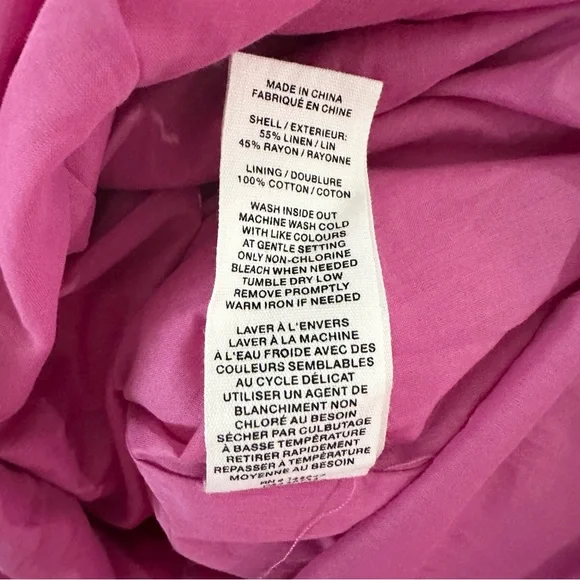 MADE IN CHINA
FABRIQUÉ EN CHINE
SHELL / EXTERIEUR:
55% LINEN / LIN
45% RAYON / RAYONNE
LINING / DOUBLURE
100% COTTON / COTON
WASH INSIDE OUT
MACHINE WASH COLD
WITH LIKE COLOURS
AT GENTLE SETTING
ONLY NON-CHLORINE
BLEACH WHEN NEEDED
TUMBLE DRY LOW
REMOVE PROMPTLY
WARM IRON IF NEEDED
LAVER À L'ENVERS
LAVER À LA MACHINE
À L'EAU FROIDE AVEC DES
COULEURS SEMBLABLES
AU CYCLE DÉLICAT
UTILISER UN AGENT DE
BLANCHIMENT NON
CHLORÉ AU BESOIN
SÉCHER PAR CULBUTAGE
À BASSE TEMPÉRATURE
RETIRER RAPIDEMENT
REPASSER À TEMPÉRATURE
MOYENNE AU BESOIN
RN #